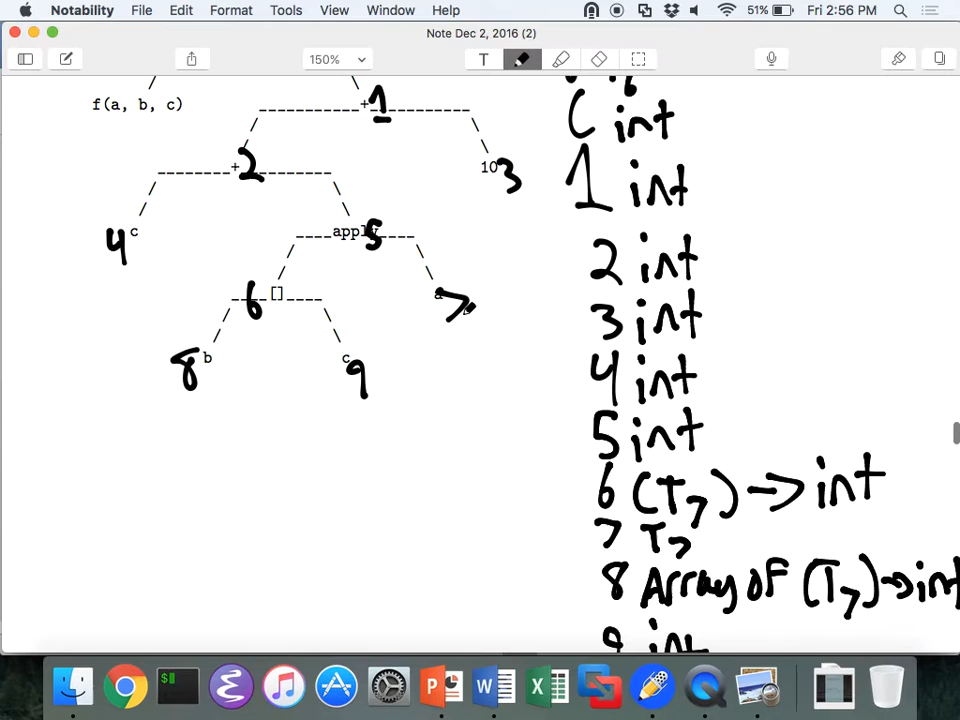 Notability File Edit Format Tools View Window Help 51% Fri 2:56 PM
Note Dec 2, 2016 (2)
150% T
f(a, b, c)
+ 1
+ 2
10 3
4 c
apply 5
6 []
a 7
8 b
c 9
C int
1 int
2 int
3 int
4 int
5 int
6 (T7) -> int
7 T7
8 Array of (T7) -> int
9 int
$
P W X